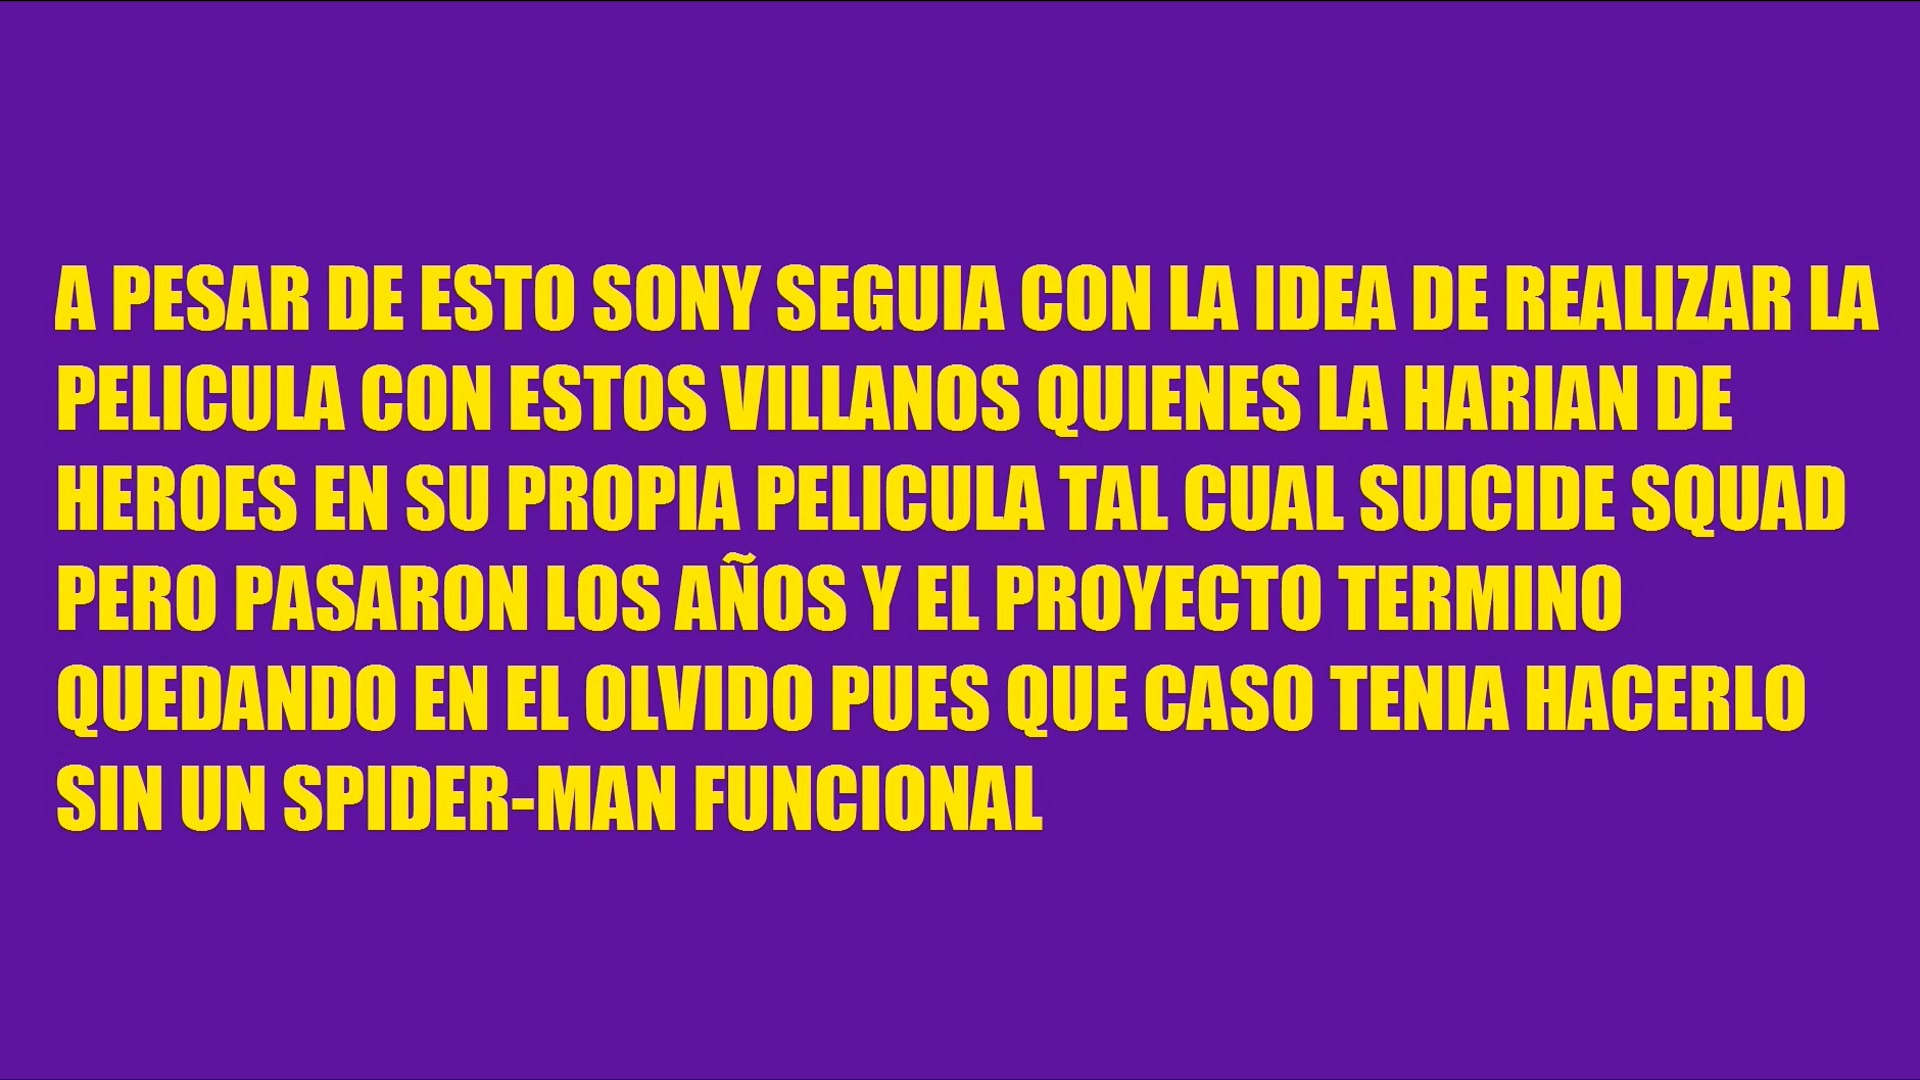 A PESAR DE ESTO SONY SEGUIA CON LA IDEA DE REALIZAR LA
PELICULA CON ESTOS VILLANOS QUIENES LA HARIAN DE
HEROES EN SU PROPIA PELICULA TAL CUAL SUICIDE SQUAD
PERO PASARON LOS AÑOS Y EL PROYECTO TERMINO
QUEDANDO EN EL OLVIDO PUES QUE CASO TENIA HACERLO
SIN UN SPIDER-MAN FUNCIONAL